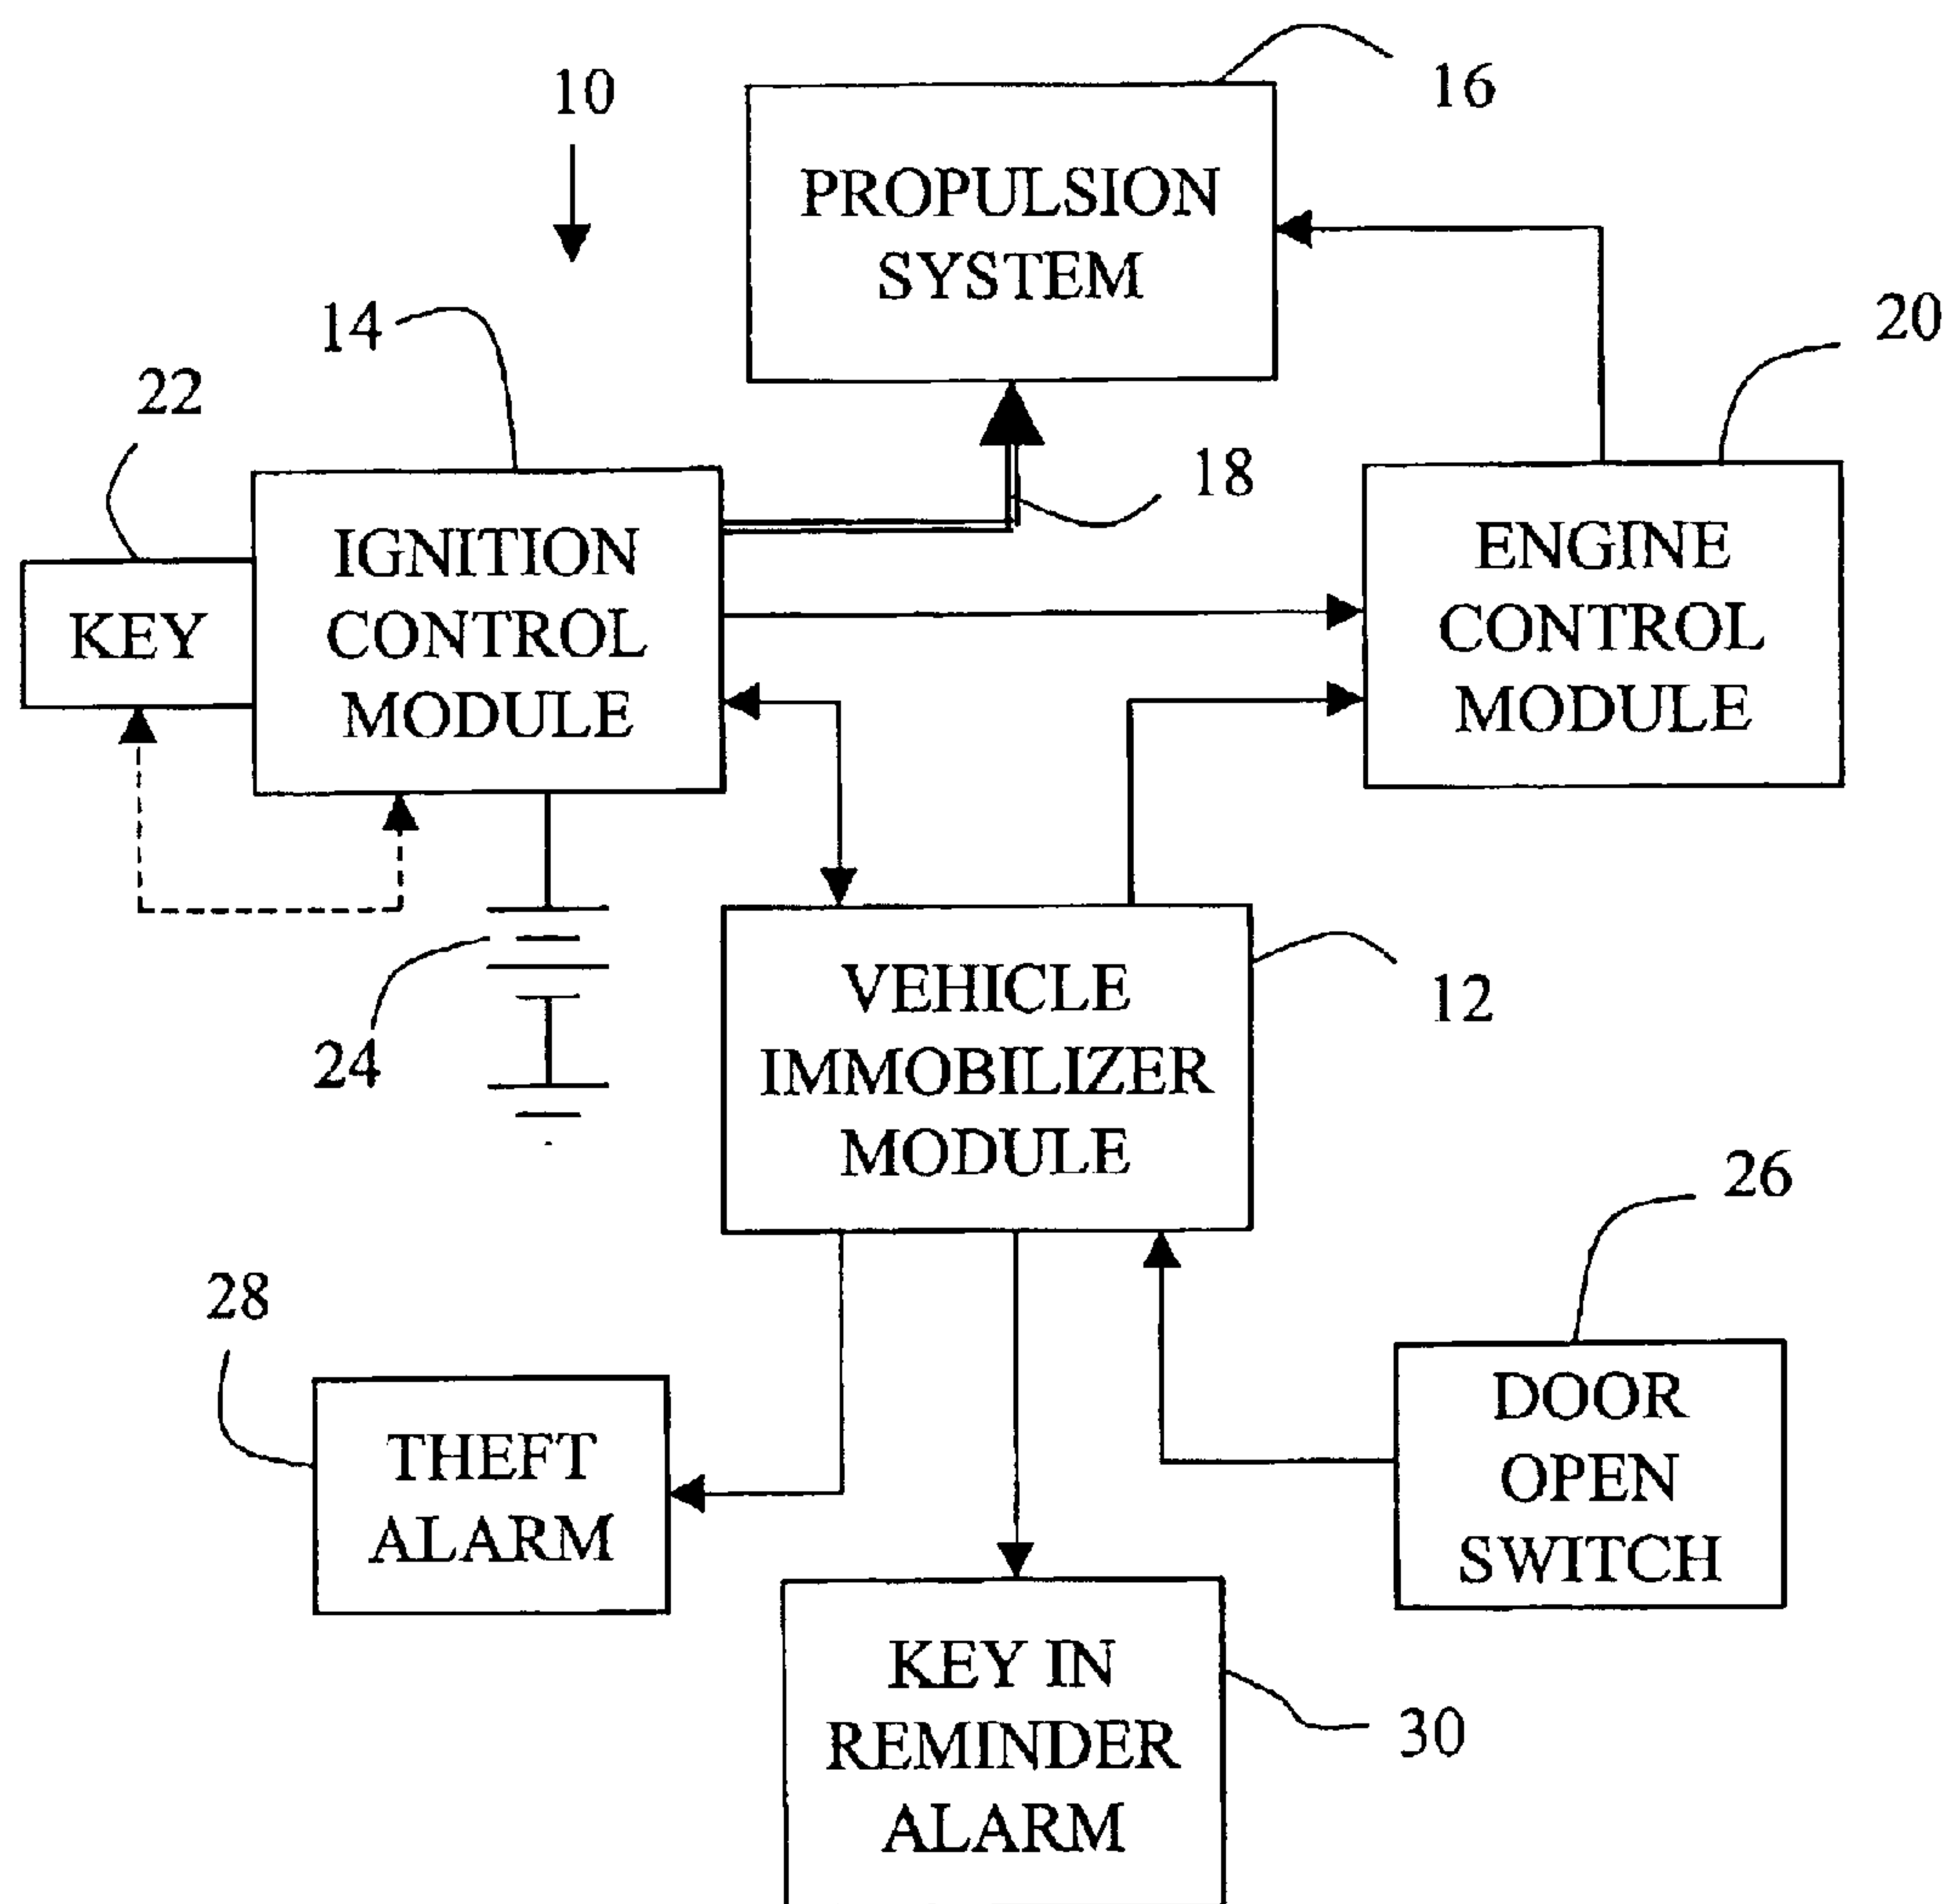 10
16
PROPULSION
SYSTEM
14
20
22
18
IGNITION
CONTROL
MODULE
KEY
ENGINE
CONTROL
MODULE
24
VEHICLE
IMMOBILIZER
MODULE
12
26
28
DOOR
OPEN
SWITCH
THEFT
ALARM
KEY IN
REMINDER
ALARM
30